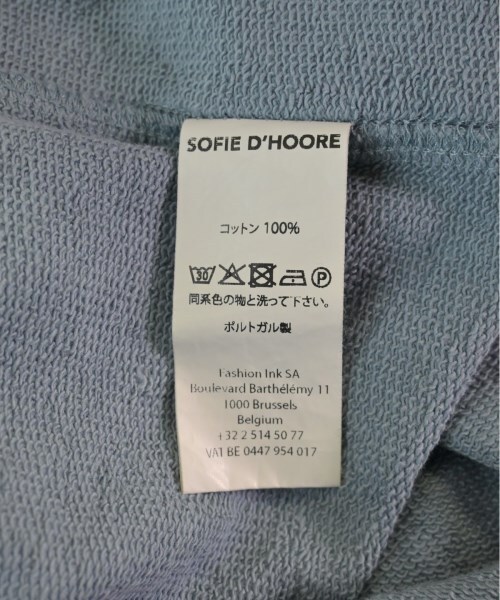 SOFIE D'HOORE
コットン 100%
30 P
同系色の物と洗って下さい。
ポルトガル製
Fashion Ink SA
Boulevard Barthélémy 11
1000 Brussels
Belgium
+32 2 514 50 77
VAT BE 0447 954 017